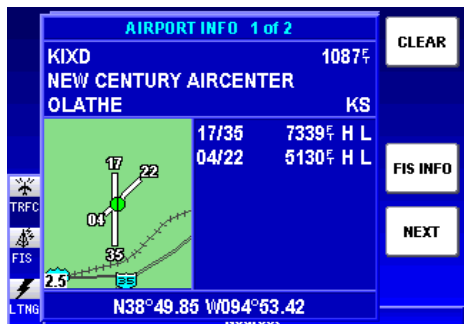 AIRPORT INFO 1 of 2
CLEAR
KIXD 1087FT
NEW CENTURY AIRCENTER
OLATHE KS
17/35 7339FT H L
04/22 5130FT H L
17
22
FIS INFO
TRFC
04
NEXT
35
FIS
2.5
35
LTNG
N38°49.85 W094°53.42